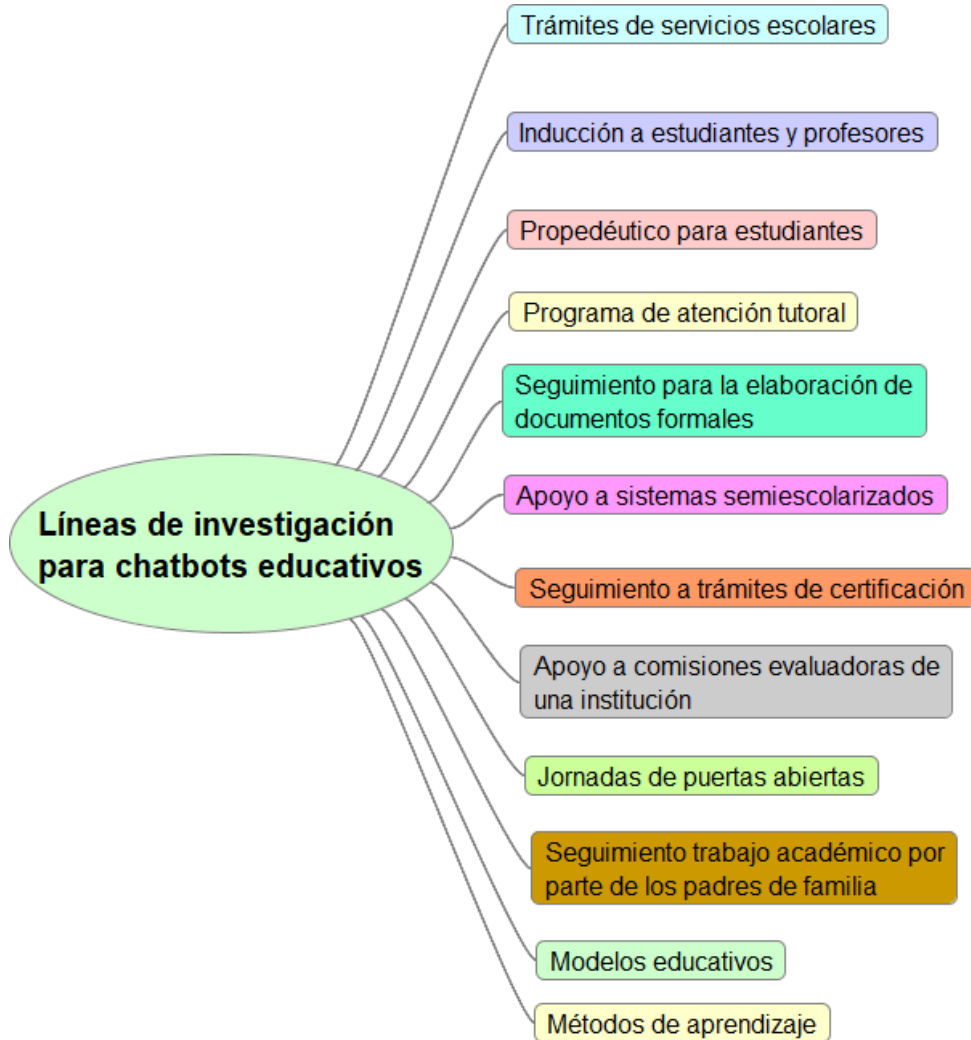 Trámites de servicios escolares
Inducción a estudiantes y profesores
Propedéutico para estudiantes
Programa de atención tutoral
Seguimiento para la elaboración de
documentos formales
Líneas de investigación
para chatbots educativos
Apoyo a sistemas semiescolarizados
Seguimiento a trámites de certificación
Apoyo a comisiones evaluadoras de
una institución
Jornadas de puertas abiertas
Seguimiento trabajo académico por
parte de los padres de familia
Modelos educativos
Métodos de aprendizaje